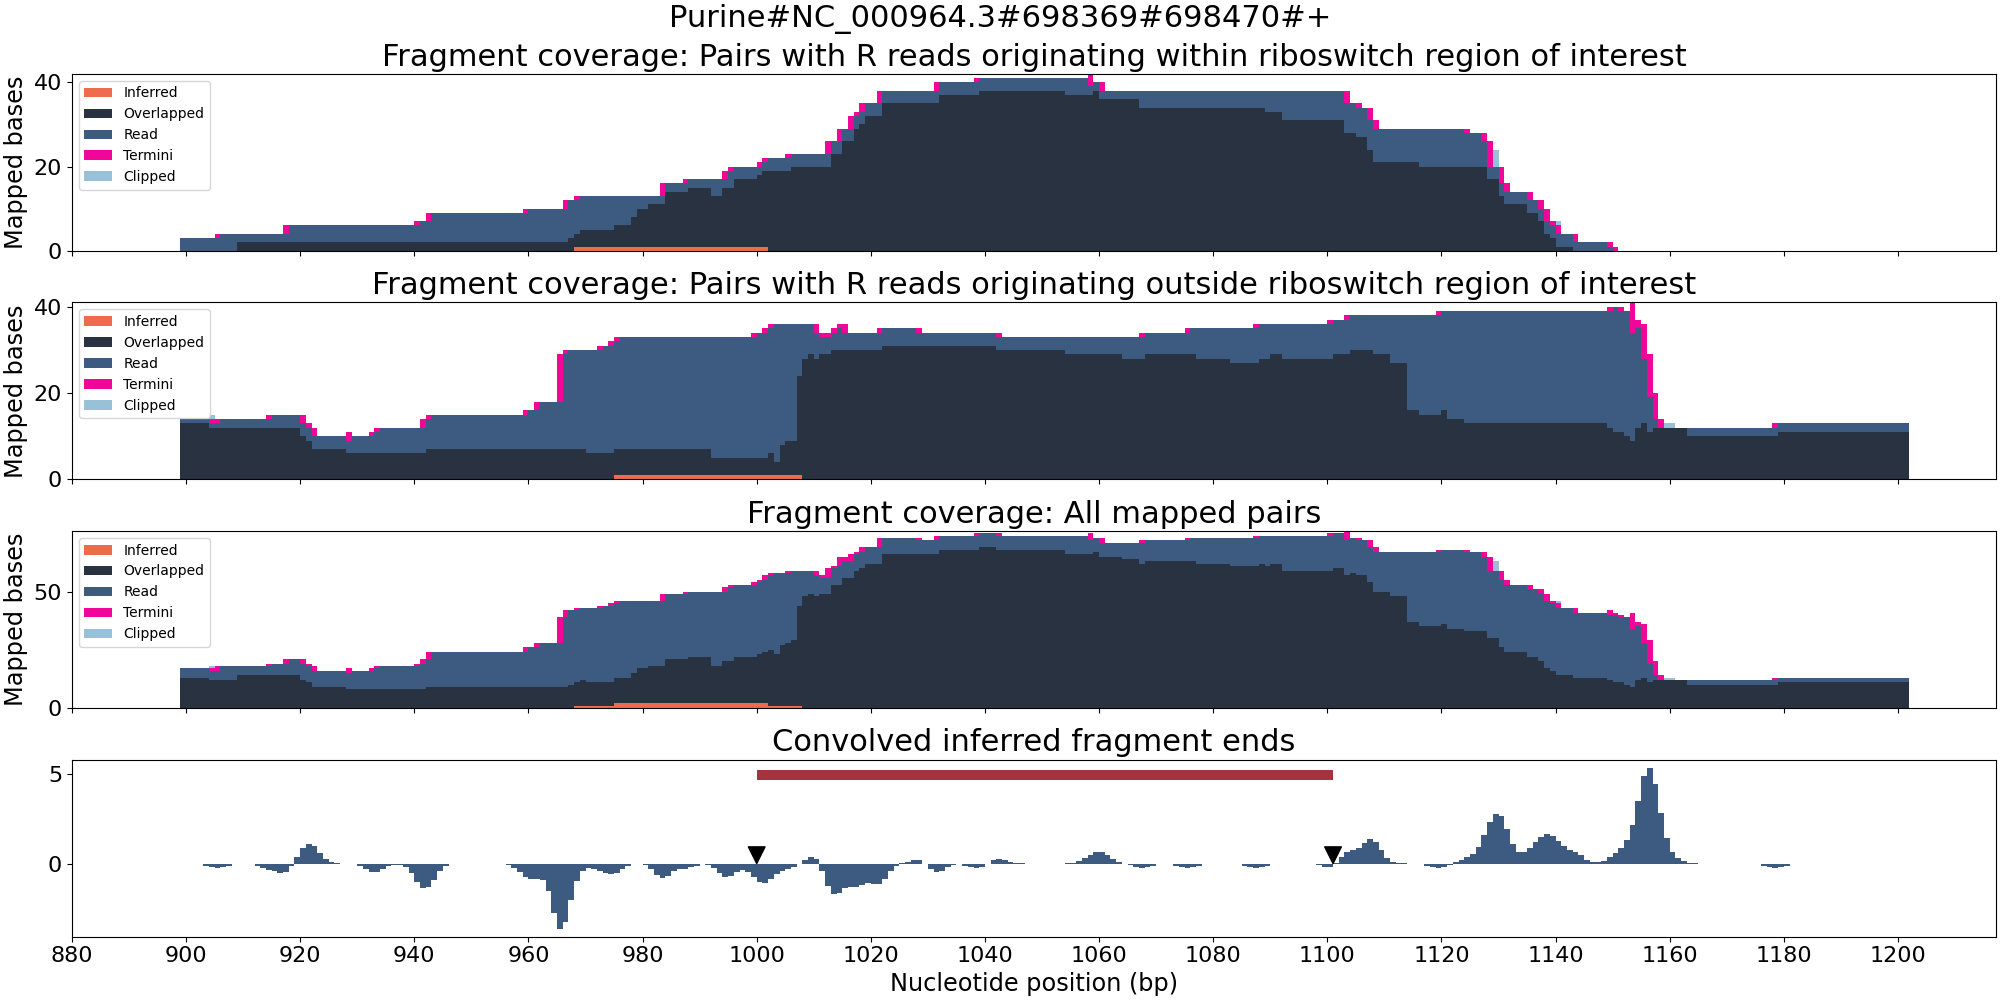 Purine#NC_000964.3#698369#698470#+
Fragment coverage: Pairs with R reads originating within riboswitch region of interest
Mapped bases
40
20
0
Inferred
Overlapped
Read
Termini
Clipped
Fragment coverage: Pairs with R reads originating outside riboswitch region of interest
Mapped bases
40
20
0
Inferred
Overlapped
Read
Termini
Clipped
Fragment coverage: All mapped pairs
Mapped bases
50
0
Inferred
Overlapped
Read
Termini
Clipped
Convolved inferred fragment ends
5
0
880 900 920 940 960 980 1000 1020 1040 1060 1080 1100 1120 1140 1160 1180 1200
Nucleotide position (bp)